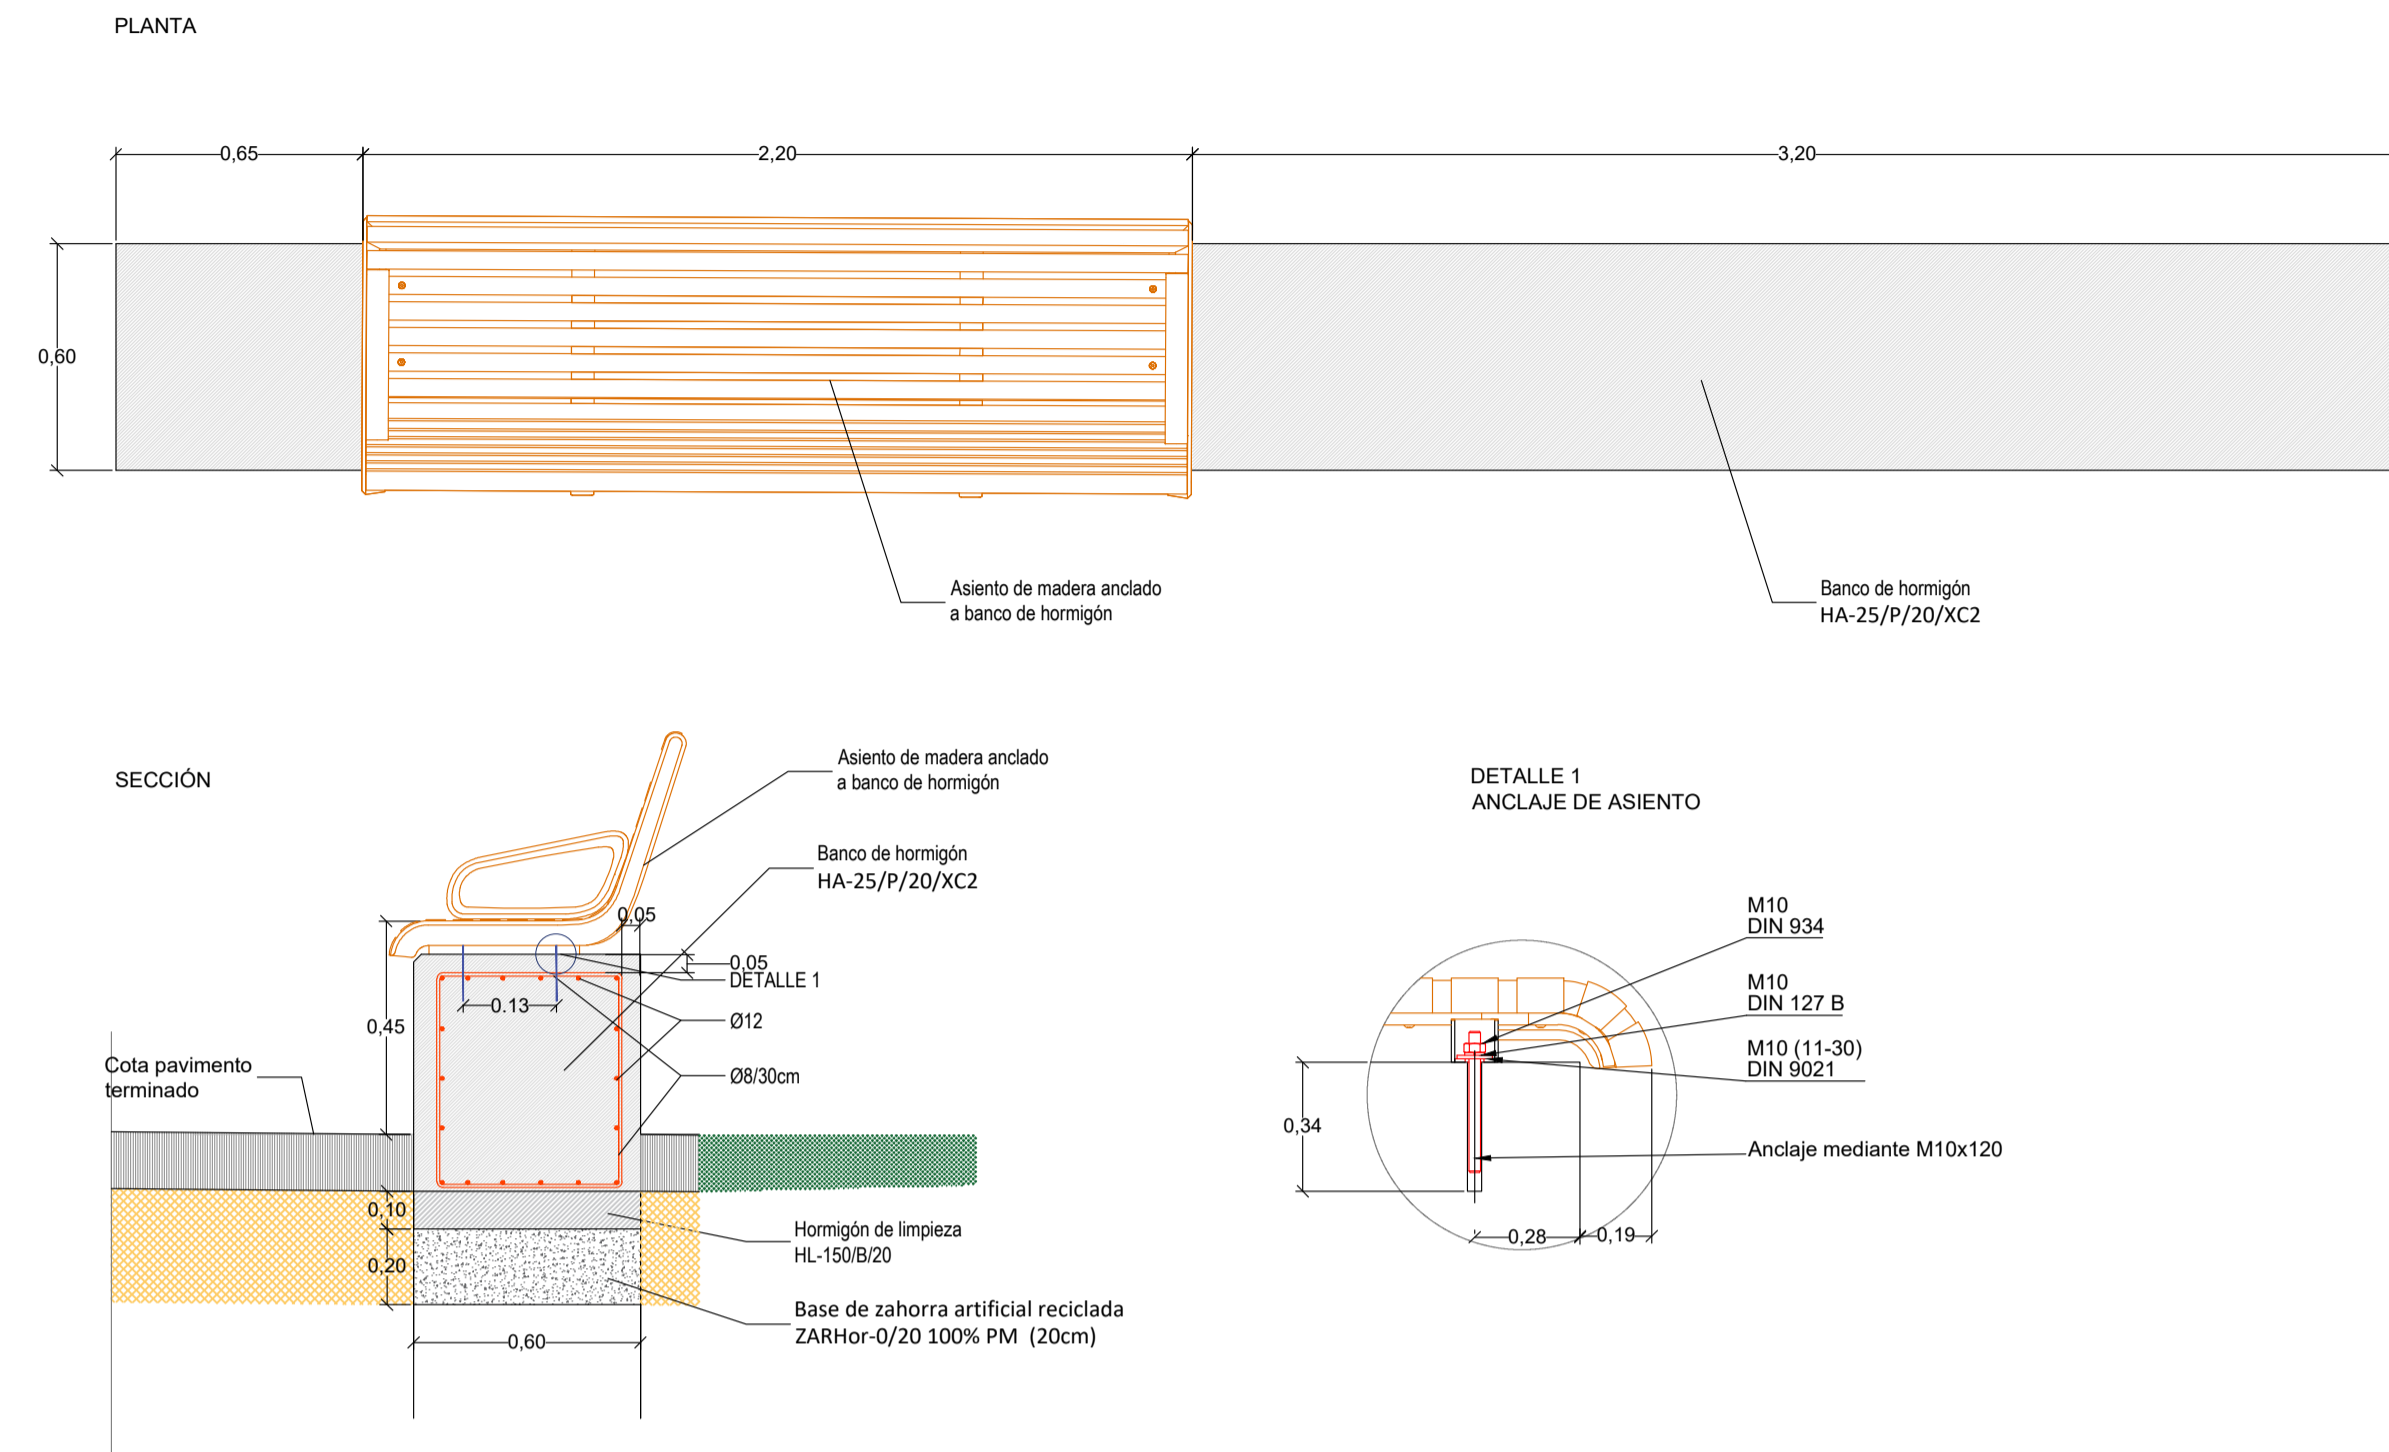 PLANTA
0,65
2,20
3,20
0,60
Asiento de madera anclado
a banco de hormigón
Banco de hormigón
HA-25/P/20/XC2
SECCIÓN
Asiento de madera anclado
a banco de hormigón
Banco de hormigón
HA-25/P/20/XC2
0,05
0,05
DETALLE 1
0.13
Ø12
0,45
Ø8/30cm
Cota pavimento
terminado
0,10
Hormigón de limpieza
HL-150/B/20
0,20
Base de zahorra artificial reciclada
ZARHor-0/20 100% PM (20cm)
0,60
DETALLE 1
ANCLAJE DE ASIENTO
M10
DIN 934
M10
DIN 127 B
M10 (11-30)
DIN 9021
0,34
Anclaje mediante M10x120
0,28
0,19